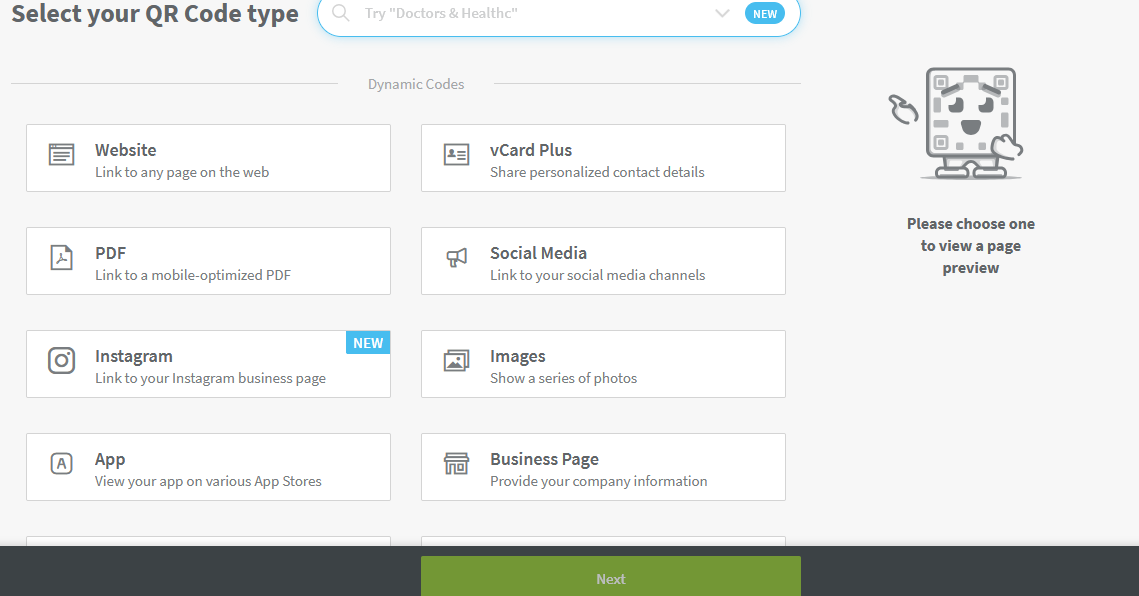 Select your QR Code type
Try "Doctors & Healthc"
NEW
Dynamic Codes
Website
Link to any page on the web
vCard Plus
Share personalized contact details
PDF
Link to a mobile-optimized PDF
Social Media
Link to your social media channels
Instagram
Link to your Instagram business page
NEW
Images
Show a series of photos
A
App
View your app on various App Stores
Business Page
Provide your company information
Please choose one
to view a page
preview
Next